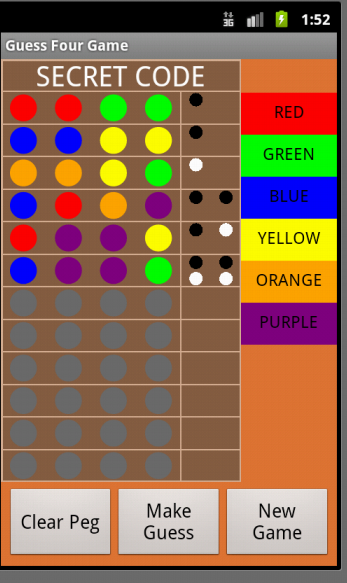 3G 1:52
Guess Four Game
SECRET CODE
RED
GREEN
BLUE
YELLOW
ORANGE
PURPLE
Clear Peg
Make
Guess
New
Game